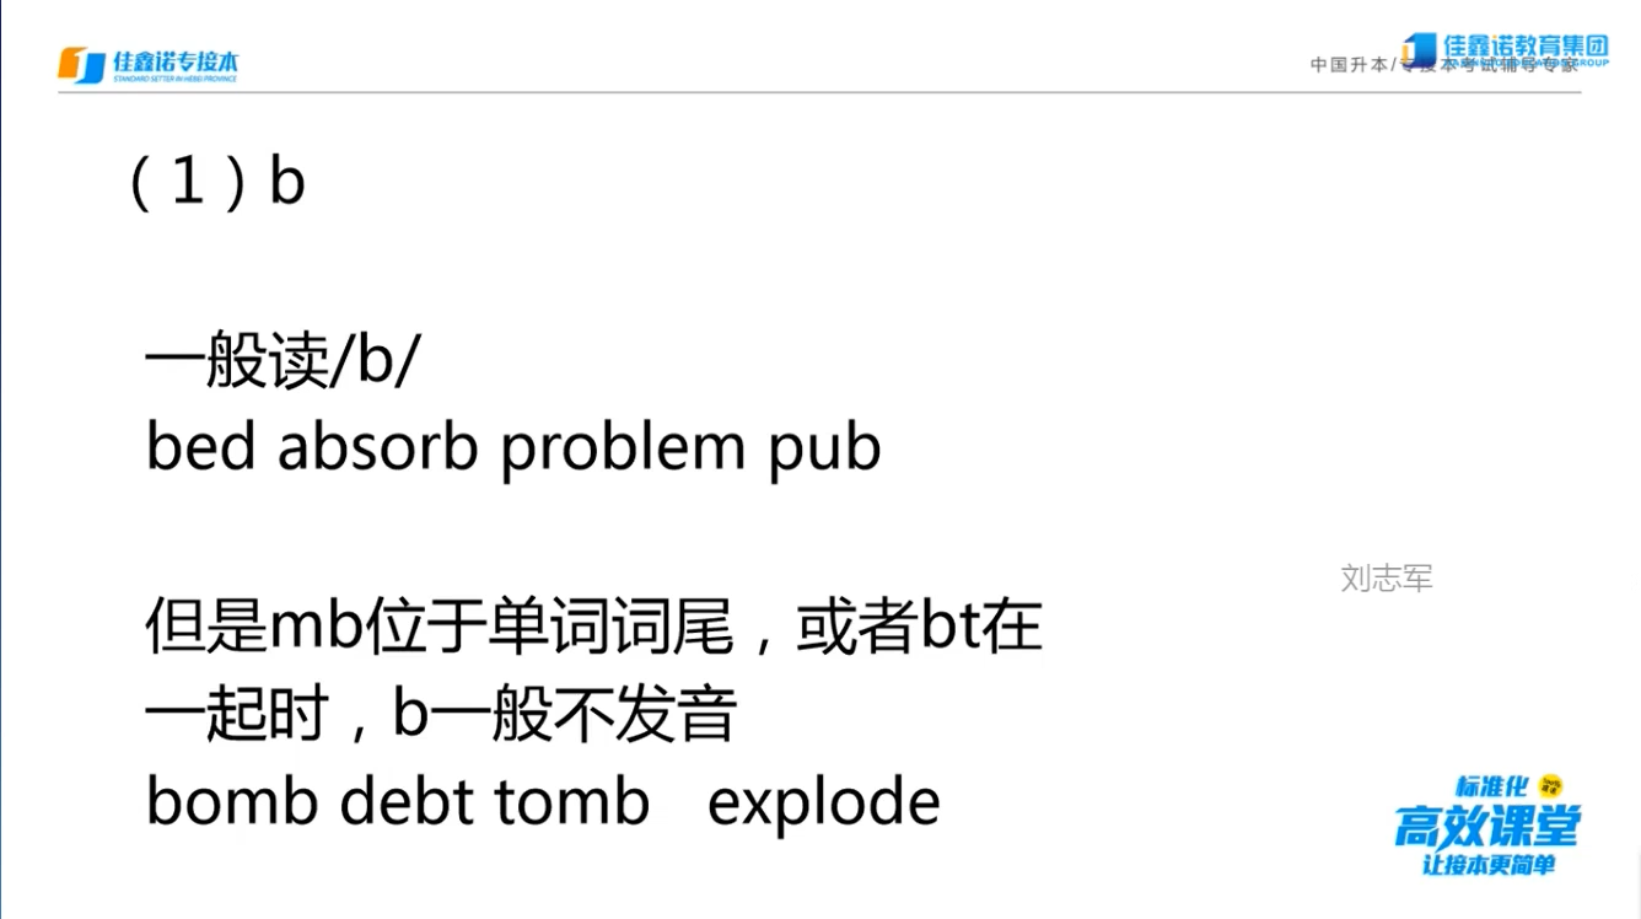 佳鑫诺专接本
STANDARD SETTER IN HEBEI PROVINCE
佳鑫诺教育集团
中国升本/专接本考试辅导专家
（1）b
一般读/b/
bed absorb problem pub
但是mb位于单词词尾，或者bt在
一起时，b一般不发音
bomb debt tomb explode
刘志军
标准化
高效课堂
让接本更简单